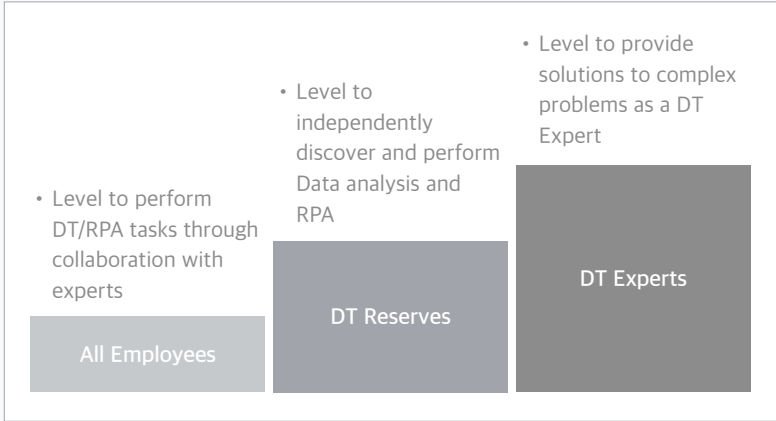 • Level to perform
DT/RPA tasks through
collaboration with
experts
All Employees
• Level to
independently
discover and perform
Data analysis and
RPA
DT Reserves
• Level to provide
solutions to complex
problems as a DT
Expert
DT Experts